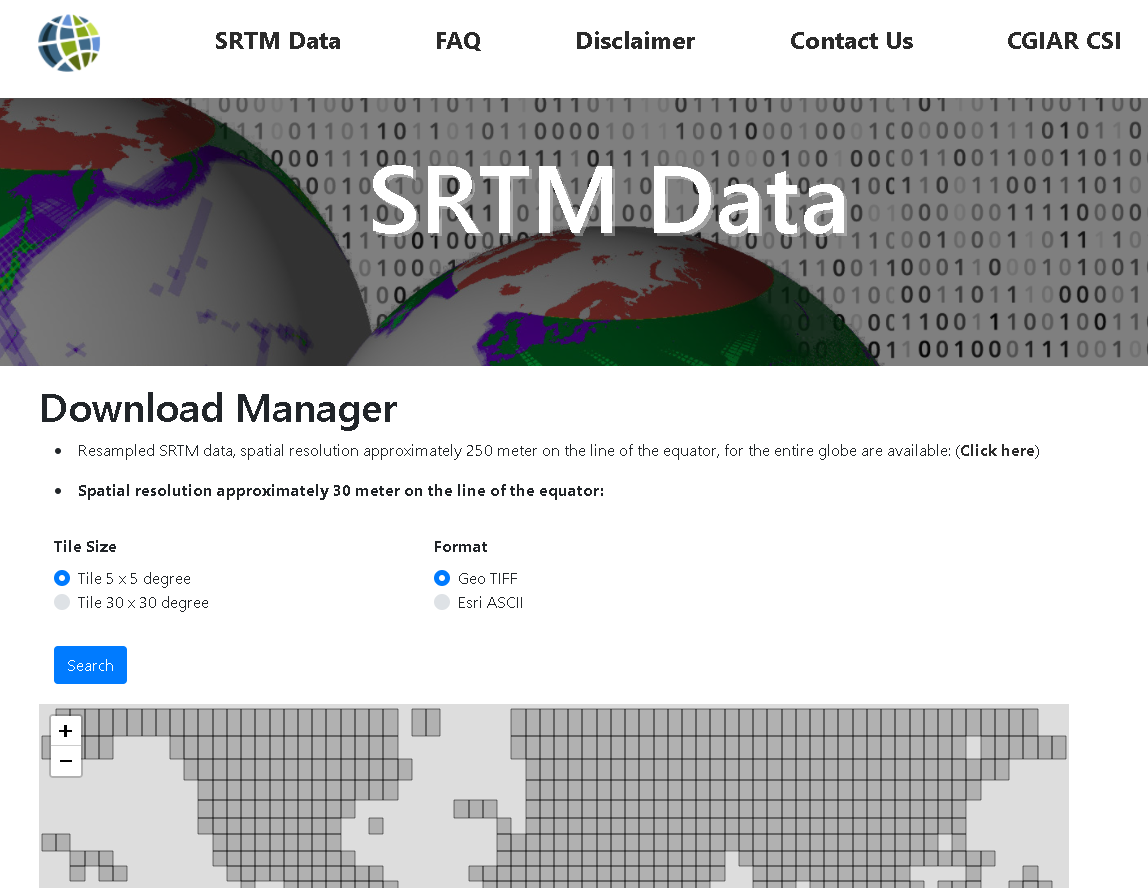 SRTM Data
FAQ
Disclaimer
Contact Us
CGIAR CSI
SRTM Data
Download Manager
• Resampled SRTM data, spatial resolution approximately 250 meter on the line of the equator, for the entire globe are available: (Click here)
• Spatial resolution approximately 30 meter on the line of the equator:
Tile Size
Format
Tile 5 x 5 degree
Geo TIFF
Tile 30 x 30 degree
Esri ASCII
Search
+
−